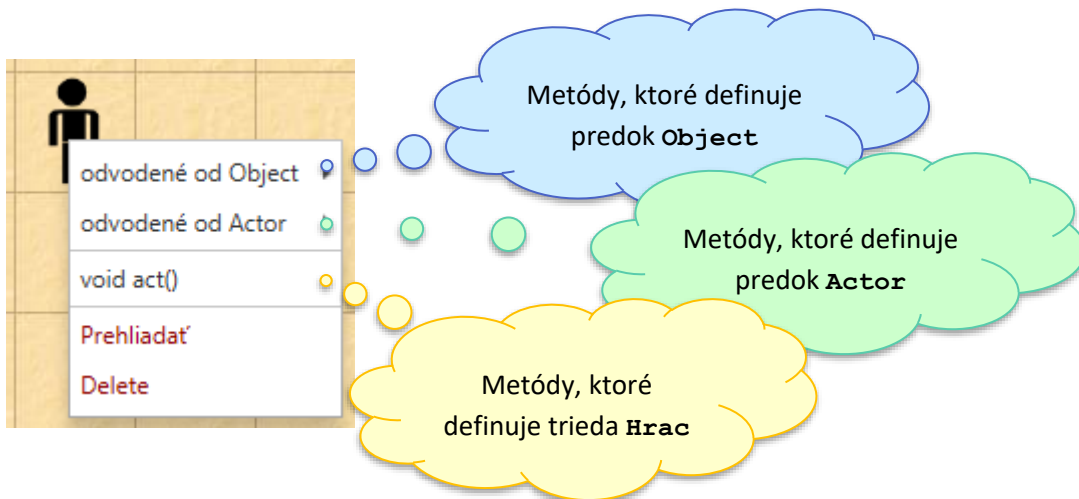 Metódy, ktoré definuje
predok Object
odvodené od Object
odvodené od Actor
Metódy, ktoré definuje
predok Actor
void act()
Prehliadať
Delete
Metódy, ktoré
definuje trieda Hrac